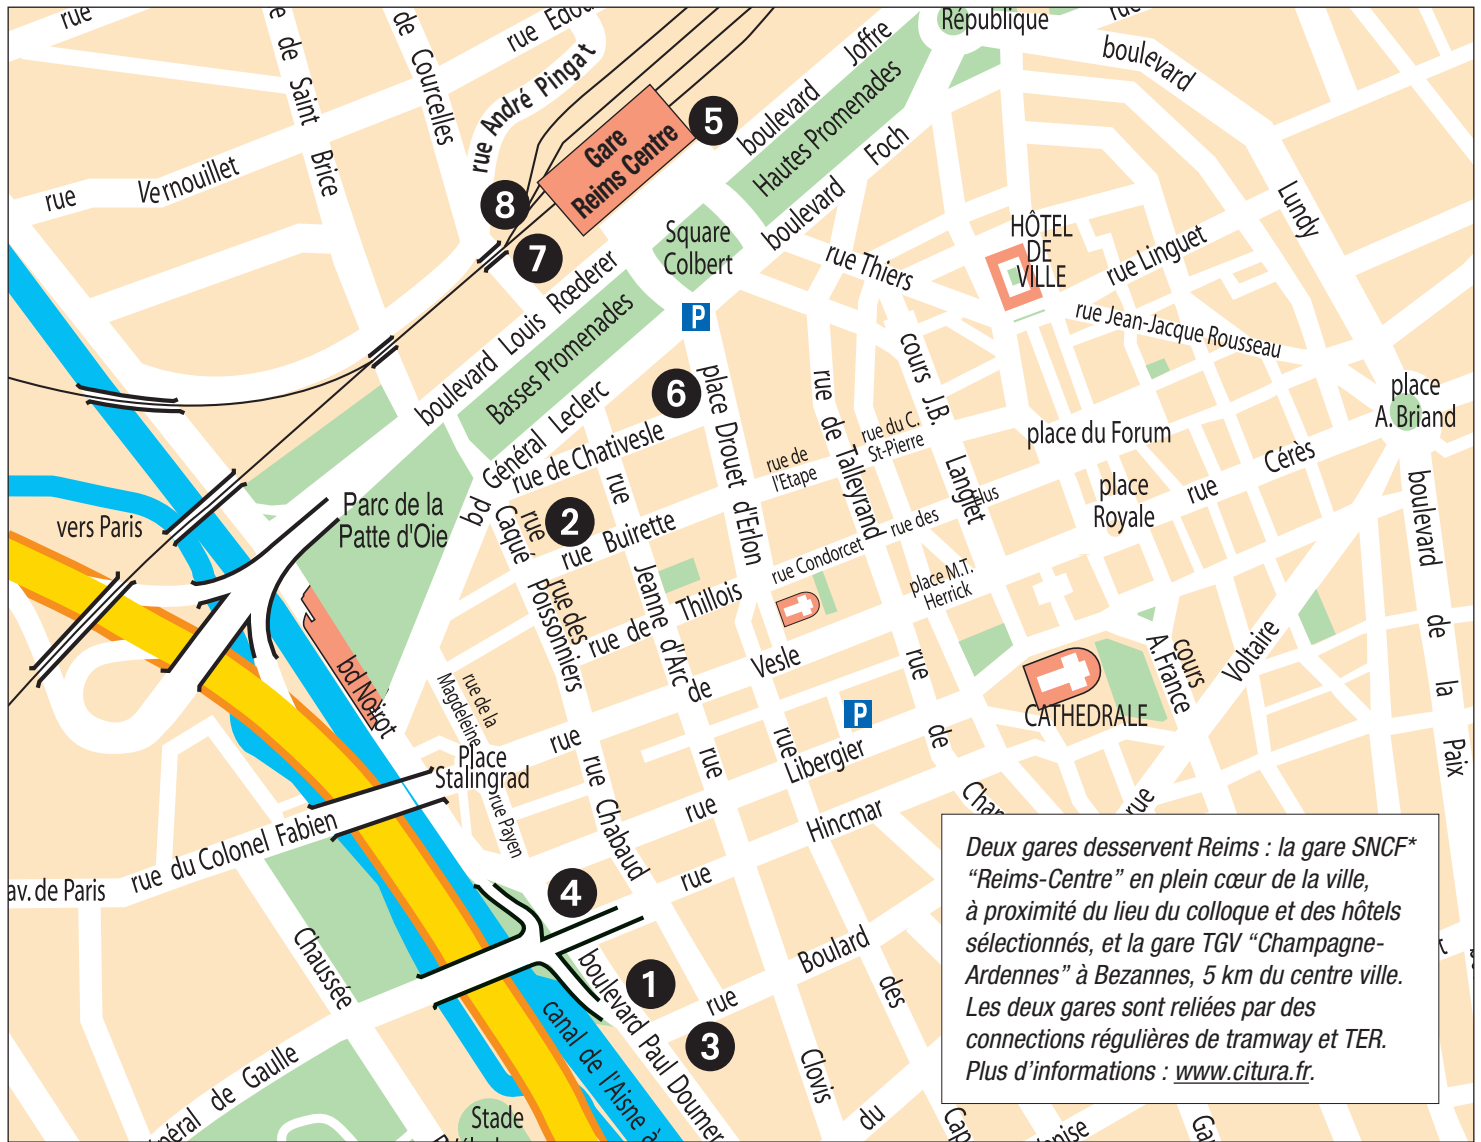 rue
rue de Saint Brice
de Courcelles
rue Edou
rue André Pingat
rue Vernouillet
Gare
Reims Centre
5
8
7
boulevard Joffre
Hautes Promenades
boulevard Foch
République
rue
boulevard
Lundy
Square
Colbert
P
HÔTEL
DE
VILLE
rue Thiers
rue Linguet
rue Jean-Jacque Rousseau
boulevard Louis Rœderer
Basses Promenades
bd Général Leclerc
6
place Drouet d'Erlon
rue de Chativesle
cours J.B. Langlet
rue de Talleyrand
rue du C.
St-Pierre
rue de
l'Etape
place du Forum
place
A. Briand
place
Royale
rue Cérès
rue des Elus
vers Paris
Parc de la
Patte d'Oie
2
rue Caqué
rue Buirette
rue Jeanne d'Arc
rue Condorcet
place M.T.
Herrick
rue des Poissonniers
rue de Thillois
boulevard de la Paix
cours
A.France
rue Voltaire
CATHEDRALE
bd Noirot
rue de la
Magdeleine
rue de Vesle
P
Place
Stalingrad
rue Payen
rue Chabaud
rue Libergier
rue
rue Hincmar
rue de
Chan
rue du Colonel Fabien
av. de Paris
4
Chaussée
1
boulevard Paul Doumer
3
rue Boulard
rue Clovis
des
du
Cap
canal de l'Aisne à
néral de Gaulle
Stade
Deux gares desservent Reims : la gare SNCF*
“Reims-Centre” en plein cœur de la ville,
à proximité du lieu du colloque et des hôtels
sélectionnés, et la gare TGV “Champagne-
Ardennes” à Bezannes, 5 km du centre ville.
Les deux gares sont reliées par des
connections régulières de tramway et TER.
Plus d’informations : www.citura.fr.